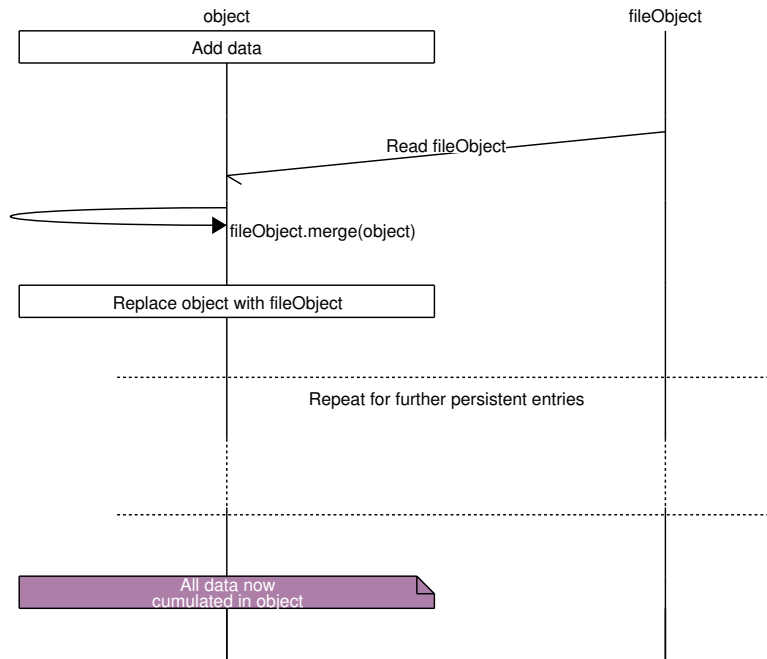 object
fileObject
Add data
Read fileObject
fileObject.merge(object)
Replace object with fileObject
Repeat for further persistent entries
All data now
cumulated in object